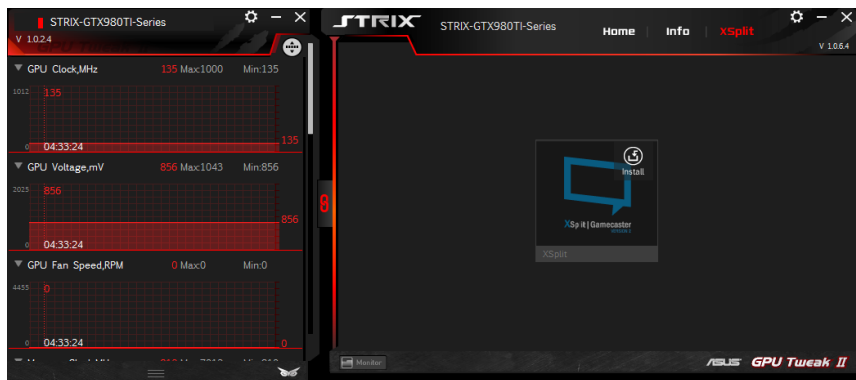 STRIX-GTX980TI-Series
V 1.0.2.4
GPU Clock,MHz 135 Max:1000 Min:135
1012 135
135
0 04:33:24
GPU Voltage,mV 856 Max:1043 Min:856
2025 856
856
0 04:33:24
GPU Fan Speed,RPM 0 Max:0 Min:0
4455 0
0 04:33:24 0
STRIX STRIX-GTX980TI-Series Home Info XSplit
V 1.0.6.4
Install
XSplit | Gamecaster
XSplit
Monitor
ASUS GPU Tweak II